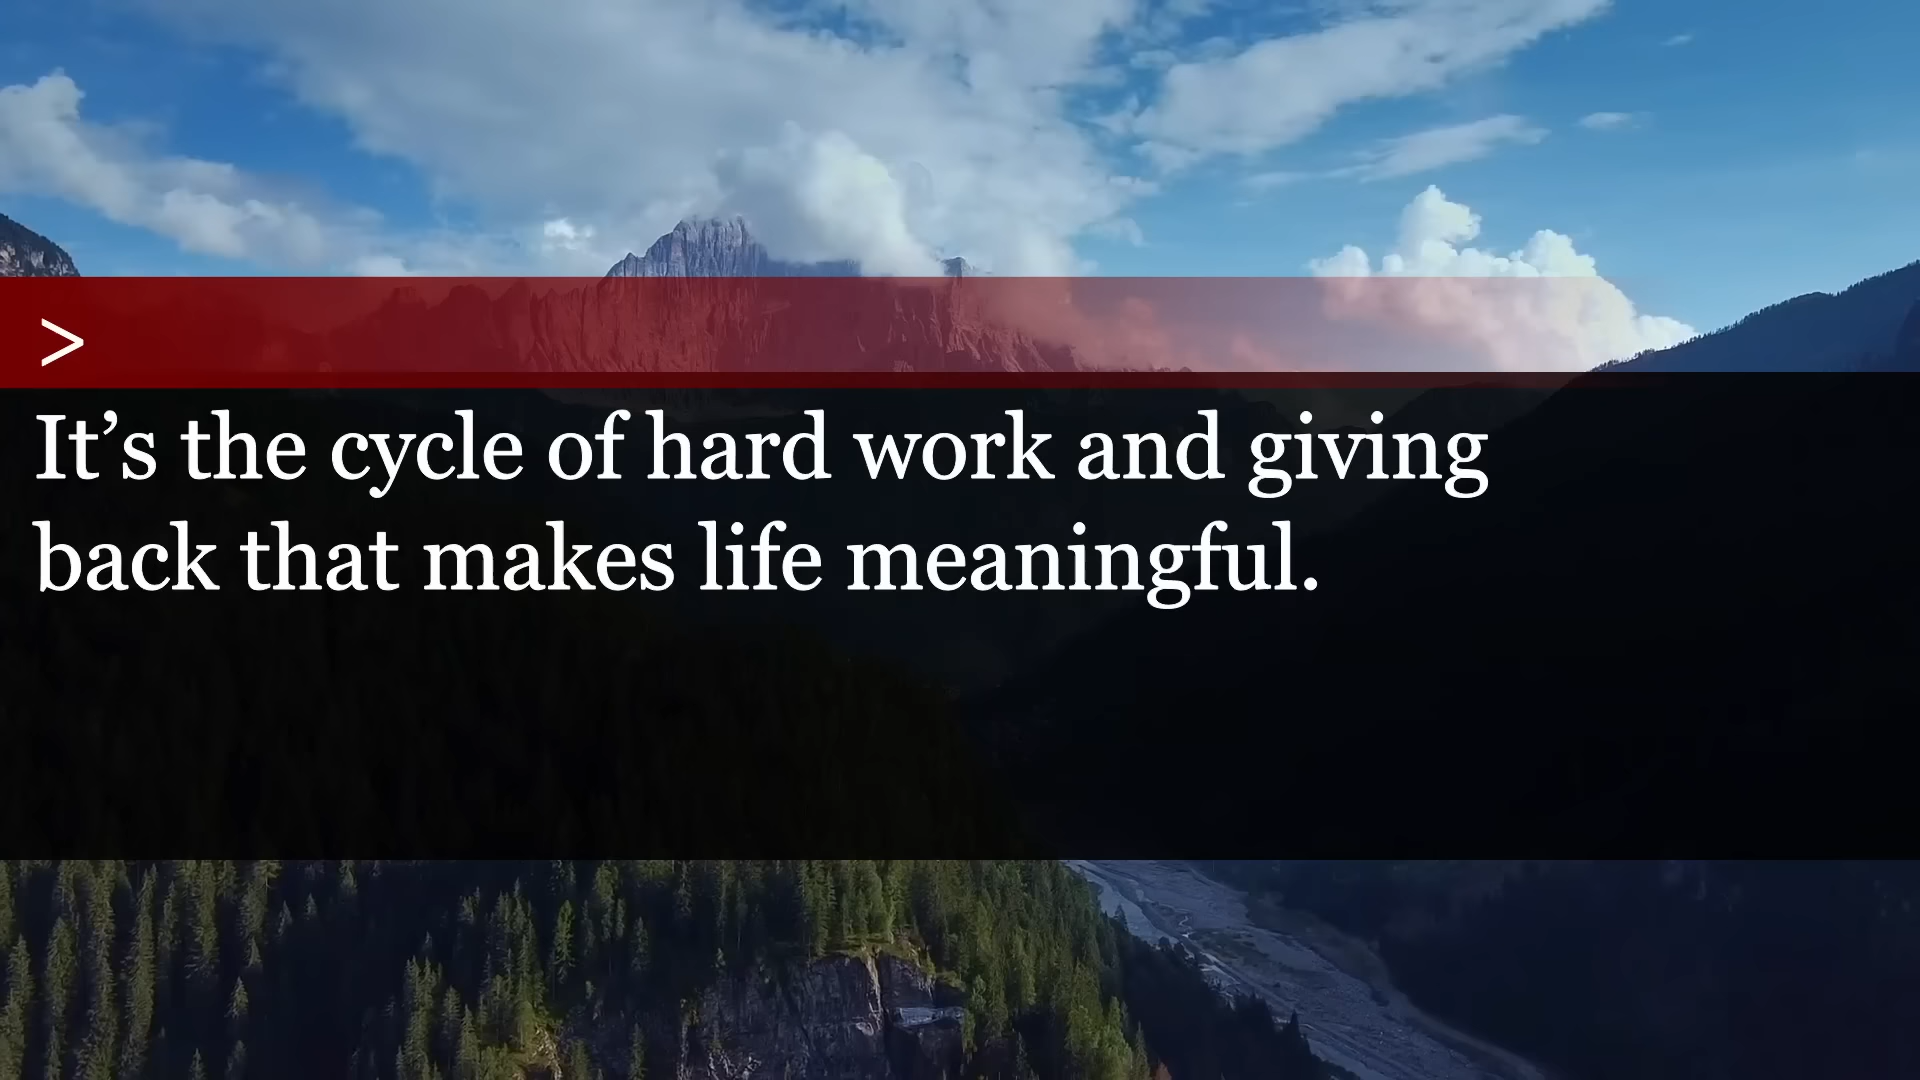 >
It’s the cycle of hard work and giving
back that makes life meaningful.